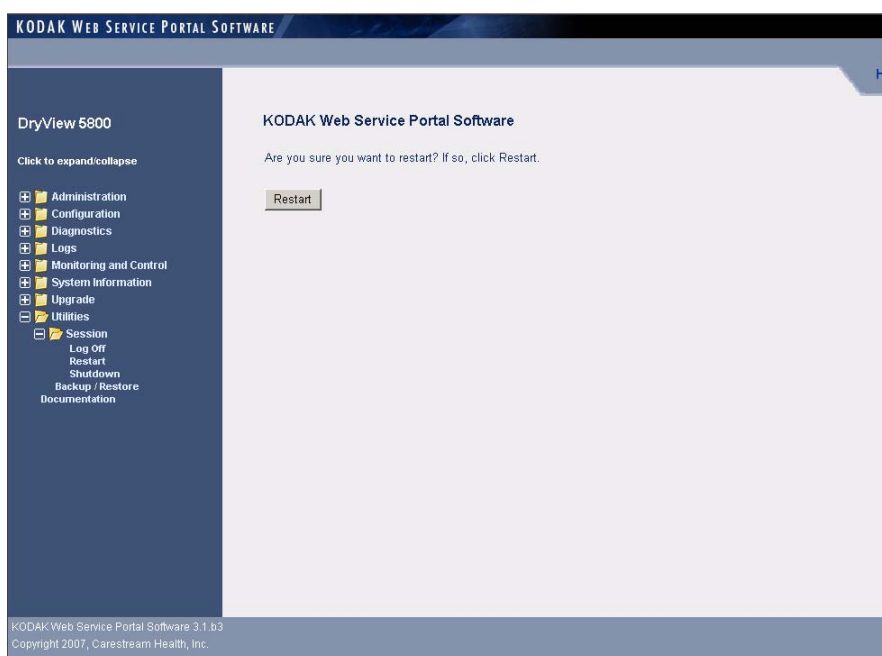 KODAK WEB SERVICE PORTAL SOFTWARE
H
DryView 5800
Click to expand/collapse
Administration
Configuration
Diagnostics
Logs
Monitoring and Control
System Information
Upgrade
Utilities
Session
Log Off
Restart
Shutdown
Backup / Restore
Documentation
KODAK Web Service Portal Software
Are you sure you want to restart? If so, click Restart.
Restart
KODAK Web Service Portal Software 3.1.b3
Copyright 2007, Carestream Health, Inc.